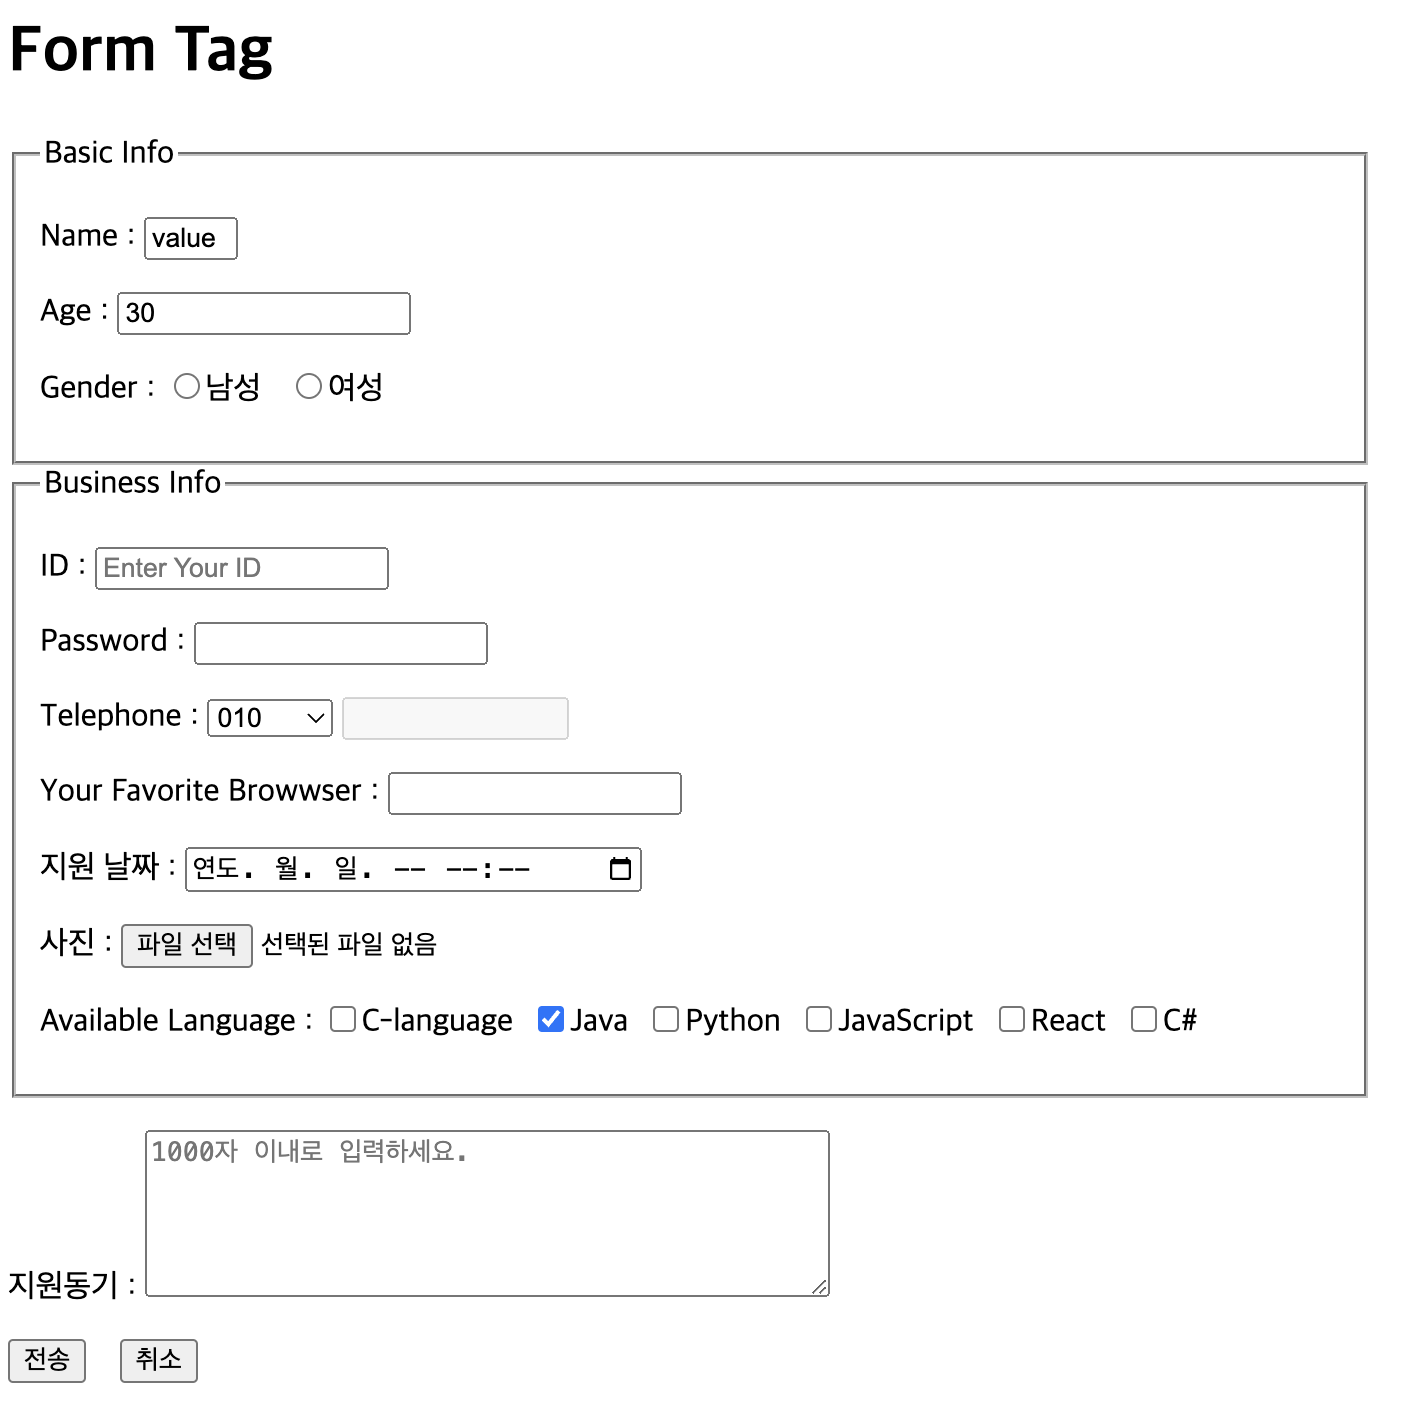 Form Tag
Basic Info
Name : value
Age : 30
Gender : 남성 여성
Business Info
ID : Enter Your ID
Password :
Telephone : 010
Your Favorite Browwser :
지원 날짜 : 연도. 월. 일. -- --:--
사진 : 파일 선택 선택된 파일 없음
Available Language : C-language Java Python JavaScript React C#
1000자 이내로 입력하세요.
지원동기 :
전송 취소